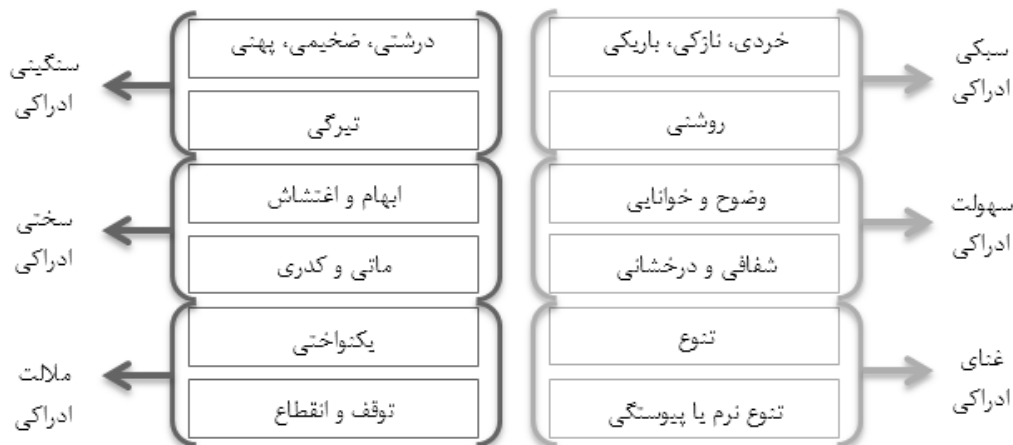 خردی، نازکی، باریکی
روشنی
سبکی
ادراکی
درشتی، ضخیمی، پهنی
تیرگی
سنگینی
ادراکی
وضوح و خوانایی
شفافی و درخشانی
سهولت
ادراکی
ابهام و اغتشاش
ماتی و کدری
سختی
ادراکی
تنوع
تنوع نرم یا پیوستگی
غنای
ادراکی
یکنواختی
توقف و انقطاع
ملالت
ادراکی